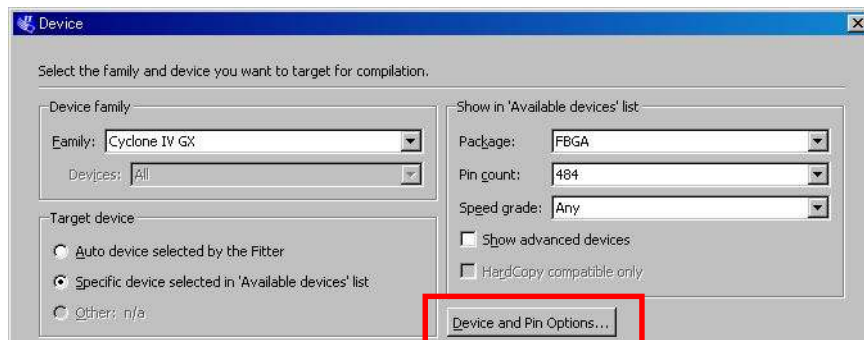 Device
Select the family and device you want to target for compilation.
Device family
Family: Cyclone IV GX
Devices: All
Target device
Auto device selected by the Fitter
Specific device selected in 'Available devices' list
Other: n/a
Show in 'Available devices' list
Package: FBGA
Pin count: 484
Speed grade: Any
Show advanced devices
HardCopy compatible only
Device and Pin Options...